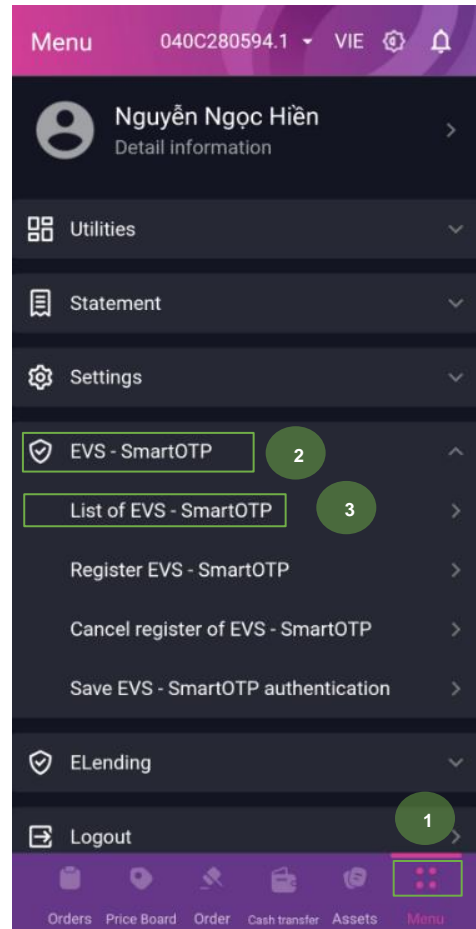 Menu 040C280594.1 VIE
Nguyễn Ngọc Hiền
Detail information
Utilities
Statement
Settings
EVS - SmartOTP 2
List of EVS - SmartOTP 3
Register EVS - SmartOTP
Cancel register of EVS - SmartOTP
Save EVS - SmartOTP authentication
ELending
1
Logout
Orders Price Board Order Cash transfer Assets Menu